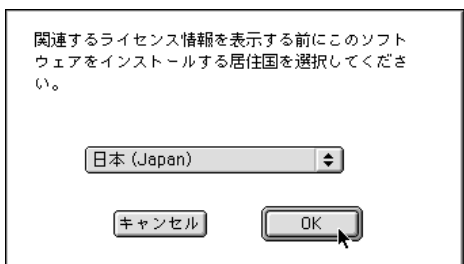 関連するライセンス情報を表示する前にこのソフト
ウェアをインストールする居住国を選択してくださ
い。
日本 (Japan)
キャンセル
OK